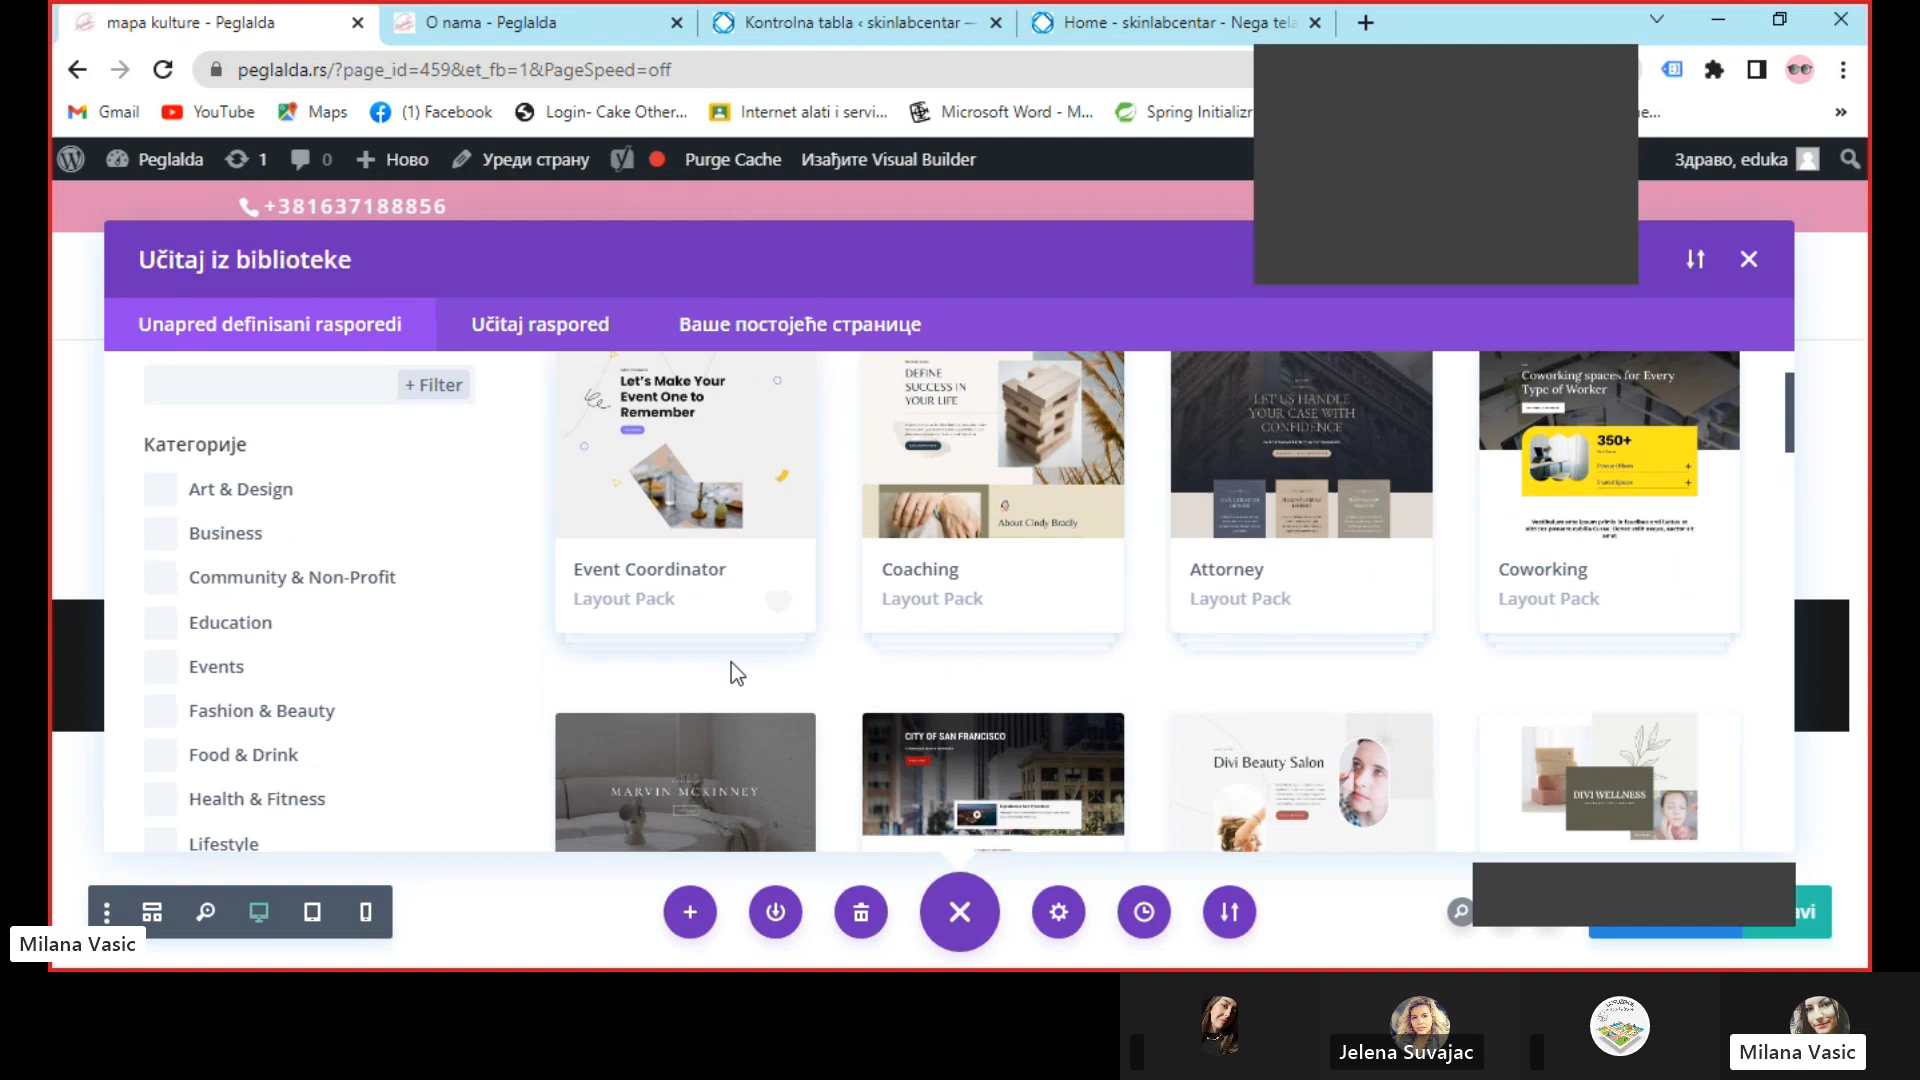 mapa kulture - Peglalda
O nama - Peglalda
Kontrolna tabla ‹ skinlabcentar —
Home - skinlabcentar - Nega tela
peglalda.rs/?page_id=459&et_fb=1&PageSpeed=off
Gmail
YouTube
Maps
(1) Facebook
Login- Cake Other...
Internet alati i servi...
Microsoft Word - M...
Spring Initializr
e...
»
Peglalda
1
0
Ново
Уреди страну
Purge Cache
Изађите Visual Builder
Здраво, eduka
+381637188856
Učitaj iz biblioteke
Unapred definisani rasporedi
Učitaj raspored
Ваше постојеће странице
+ Filter
Категорије
Art & Design
Business
Community & Non-Profit
Education
Events
Fashion & Beauty
Food & Drink
Health & Fitness
Lifestyle
Let's Make Your
Event One to
Remember
Event Coordinator
Layout Pack
DEFINE
SUCCESS IN
YOUR LIFE
About Cindy Bradly
Coaching
Layout Pack
LET US HANDLE
YOUR CASE WITH
CONFIDENCE
Attorney
Layout Pack
Coworking spaces for Every
Type of Worker
350+
Private Offices
Shared Spaces
Coworking
Layout Pack
MARVIN MCKINNEY
CITY OF SAN FRANCISCO
Divi Beauty Salon
DIVI WELLNESS
avi
Milana Vasic
Jelena Suvajac
Milana Vasic